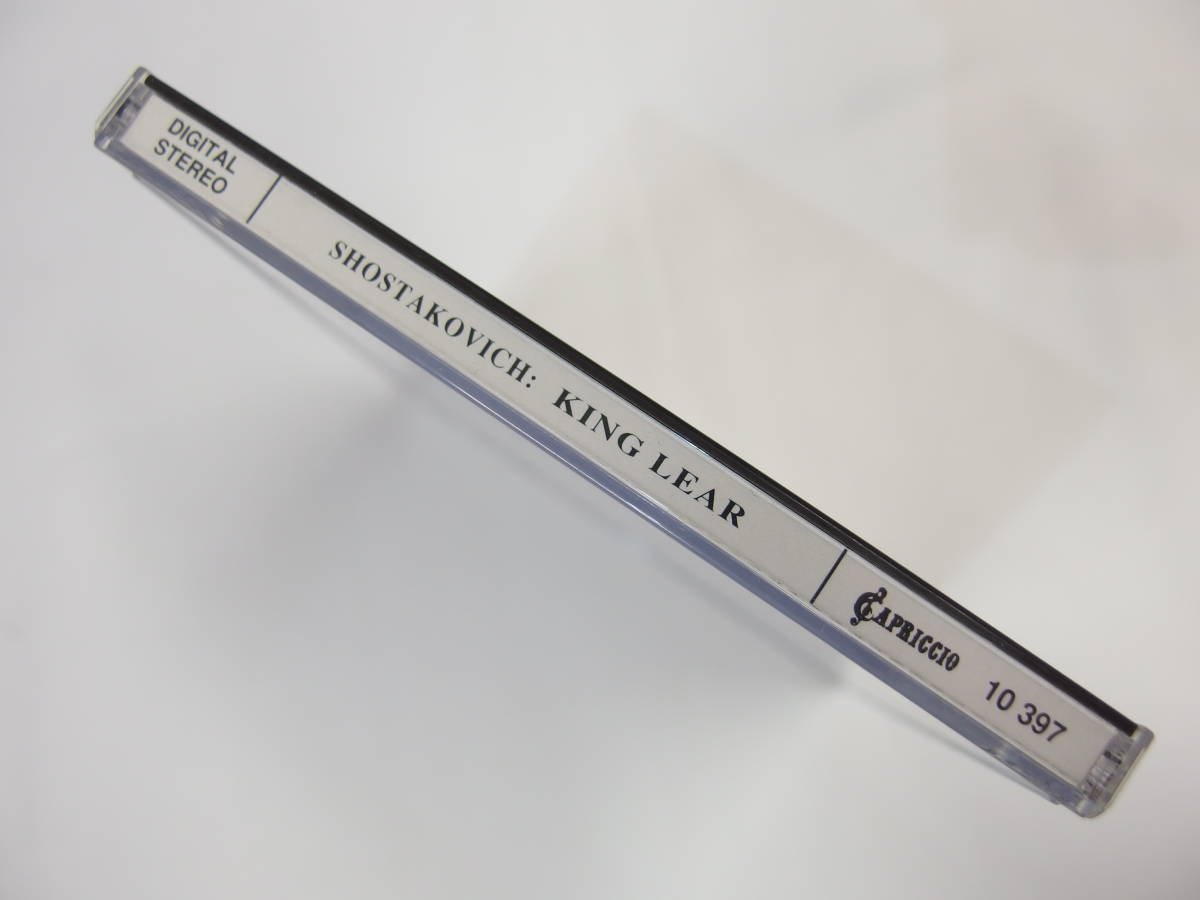 DIGITAL
STEREO
SHOSTAKOVICH: KING LEAR
CAPRICCIO 10 397